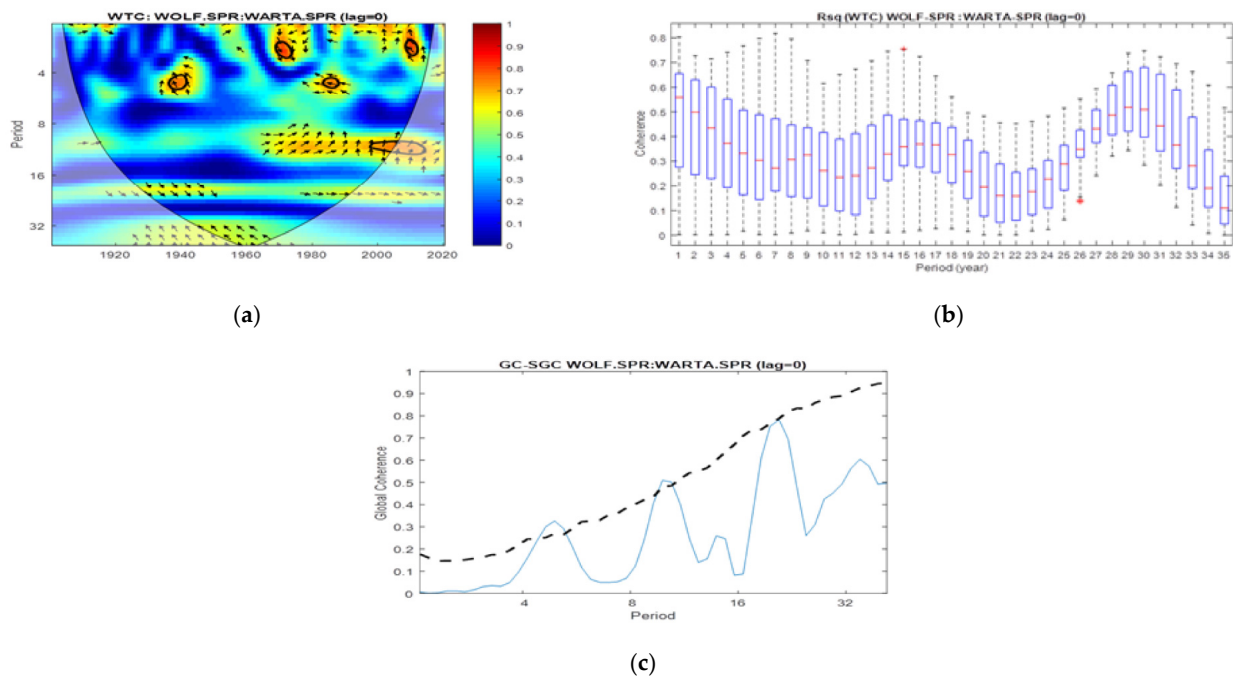 WTC: WOLF.SPR:WARTA.SPR (lag=0)
Period
4
8
16
32
1920 1940 1960 1980 2000 2020
1
0.9
0.8
0.7
0.6
0.5
0.4
0.3
0.2
0.1
0
(a)
Rsq (WTC) WOLF-SPR :WARTA.SPR (lag=0)
Coherence
0.8
0.7
0.6
0.5
0.4
0.3
0.2
0.1
0
1 2 3 4 5 6 7 8 9 10 11 12 13 14 15 16 17 18 19 20 21 22 23 24 25 26 27 28 29 30 31 32 33 34 35
Period (year)
(b)
GC-SGC WOLF.SPR:WARTA.SPR (lag=0)
Global Coherence
1
0.9
0.8
0.7
0.6
0.5
0.4
0.3
0.2
0.1
0
4 8 16 32
Period
(c)